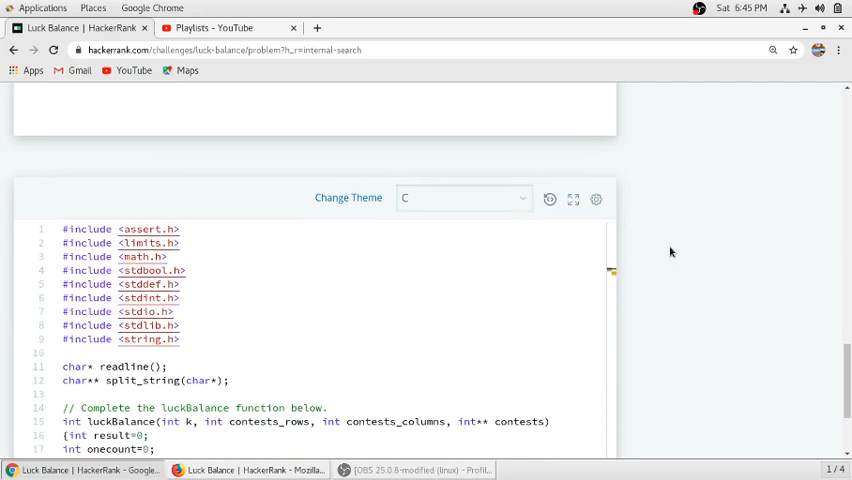 Applications Places Google Chrome Sat 6:45 PM
Luck Balance | HackerRank × Playlists - YouTube × +
hackerrank.com/challenges/luck-balance/problem?h_r=internal-search
Apps Gmail YouTube Maps
Change Theme C
1 #include <assert.h>
2 #include <limits.h>
3 #include <math.h>
4 #include <stdbool.h>
5 #include <stddef.h>
6 #include <stdint.h>
7 #include <stdio.h>
8 #include <stdlib.h>
9 #include <string.h>
10
11 char* readline();
12 char** split_string(char*);
13
14 // Complete the luckBalance function below.
15 int luckBalance(int k, int contests_rows, int contests_columns, int** contests)
16 {int result=0;
17 int onecount=0;
Luck Balance | HackerRank - Google... Luck Balance | HackerRank - Mozilla... [OBS 25.0.8-modified (linux) - Profil... 1 / 4